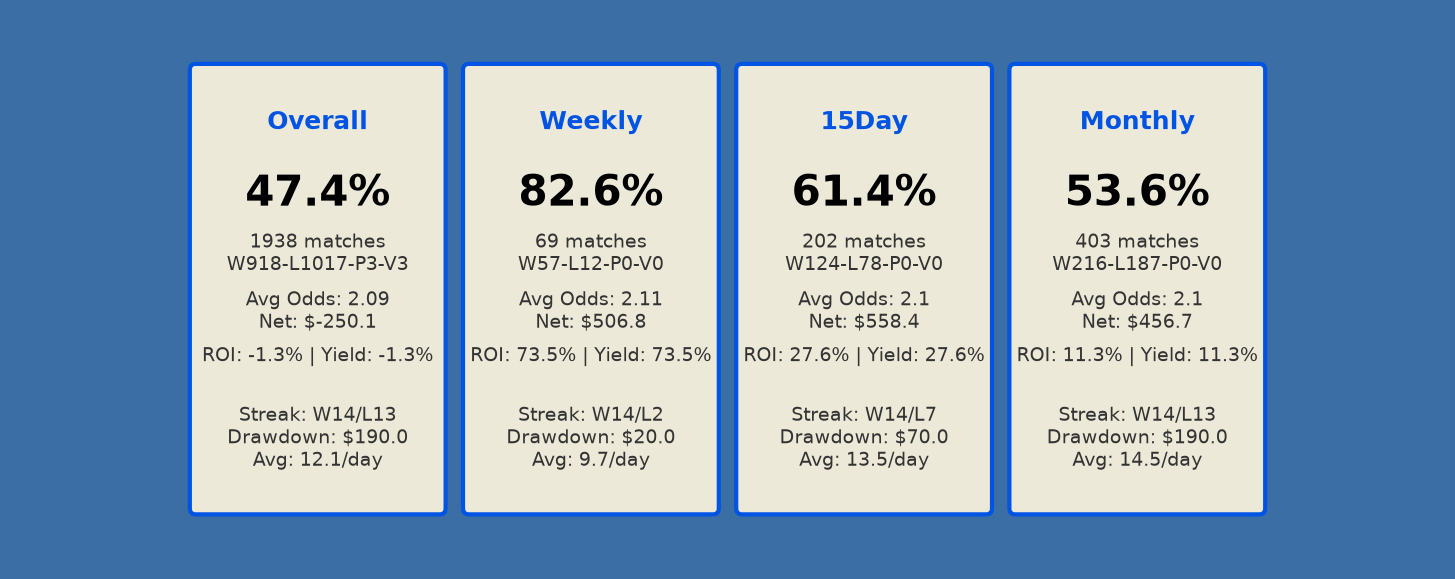 Overall
47.4%
1938 matches
W918-L1017-P3-V3
Avg Odds: 2.09
Net: $-250.1
ROI: -1.3% | Yield: -1.3%
Streak: W14/L13
Drawdown: $190.0
Avg: 12.1/day
Weekly
82.6%
69 matches
W57-L12-P0-V0
Avg Odds: 2.11
Net: $506.8
ROI: 73.5% | Yield: 73.5%
Streak: W14/L2
Drawdown: $20.0
Avg: 9.7/day
15Day
61.4%
202 matches
W124-L78-P0-V0
Avg Odds: 2.1
Net: $558.4
ROI: 27.6% | Yield: 27.6%
Streak: W14/L7
Drawdown: $70.0
Avg: 13.5/day
Monthly
53.6%
403 matches
W216-L187-P0-V0
Avg Odds: 2.1
Net: $456.7
ROI: 11.3% | Yield: 11.3%
Streak: W14/L13
Drawdown: $190.0
Avg: 14.5/day